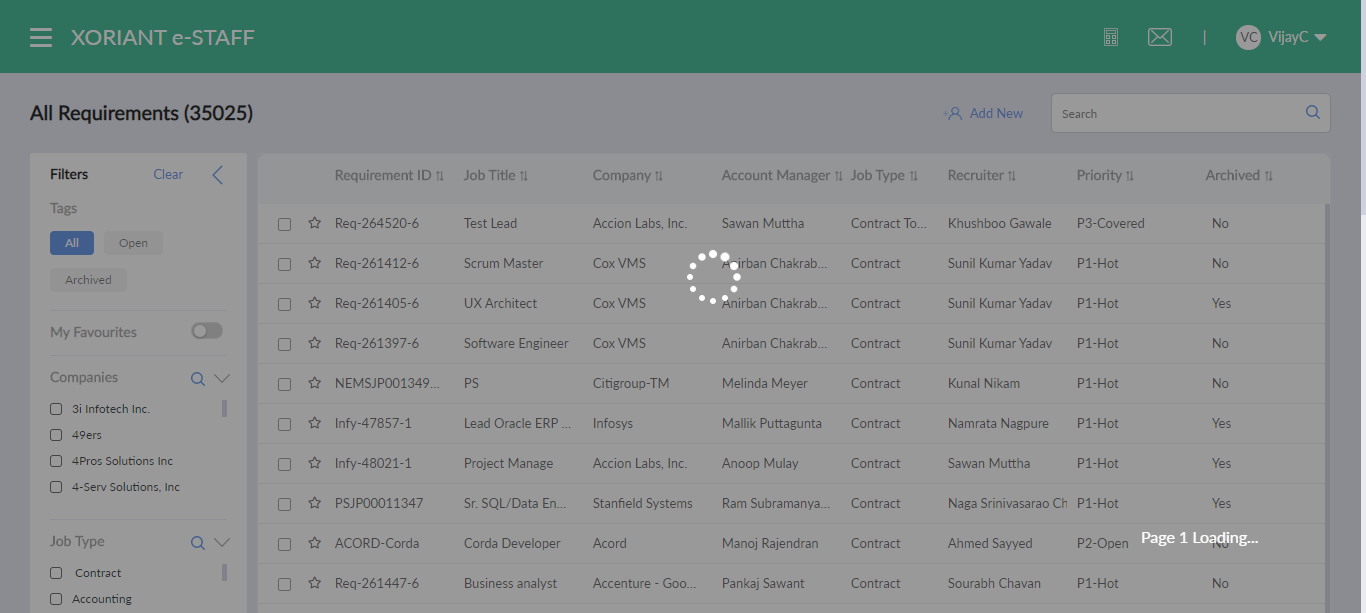 XORIANT e-STAFF
| VC VijayC
All Requirements (35025)
Add New
Search
Filters Clear
Tags
All Open
Archived
My Favourites
Companies
3i Infotech Inc.
49ers
4Pros Solutions Inc
4-Serv Solutions, Inc
Job Type
Contract
Accounting
Requirement ID Job Title Company Account Manager Job Type Recruiter Priority Archived
Req-264520-6 Test Lead Accion Labs, Inc. Sawan Muttha Contract To... Khushboo Gawale P3-Covered No
Req-261412-6 Scrum Master Cox VMS Anirban Chakrab... Contract Sunil Kumar Yadav P1-Hot No
Req-261405-6 UX Architect Cox VMS Anirban Chakrab... Contract Sunil Kumar Yadav P1-Hot Yes
Req-261397-6 Software Engineer Cox VMS Anirban Chakrab... Contract Sunil Kumar Yadav P1-Hot No
NEMSJP001349... PS Citigroup-TM Melinda Meyer Contract Kunal Nikam P1-Hot No
Infy-47857-1 Lead Oracle ERP ... Infosys Mallik Puttagunta Contract Namrata Nagpure P1-Hot Yes
Infy-48021-1 Project Manage Accion Labs, Inc. Anoop Mulay Contract Sawan Muttha P1-Hot Yes
PSJP00011347 Sr. SQL/Data En... Stanfield Systems Ram Subramanya... Contract Naga Srinivasarao Ch P1-Hot Yes
ACORD-Corda Corda Developer Acord Manoj Rajendran Contract Ahmed Sayyed P2-Open No
Page 1 Loading...
Req-261447-6 Business analyst Accenture - Goo... Pankaj Sawant Contract Sourabh Chavan P1-Hot No